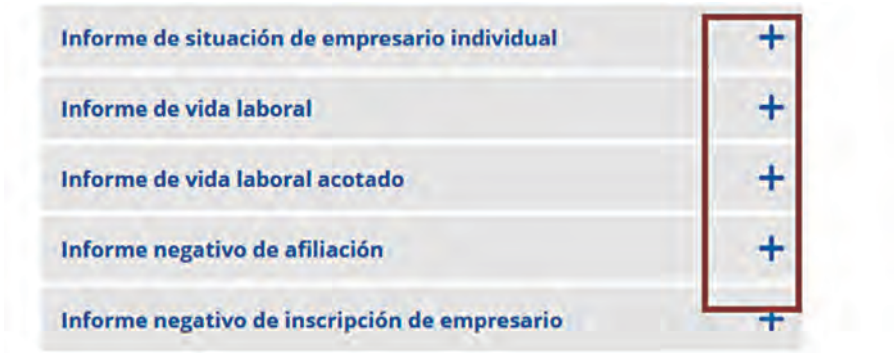 Informe de situación de empresario individual +
Informe de vida laboral +
Informe de vida laboral acotado +
Informe negativo de afiliación +
Informe negativo de inscripción de empresario +